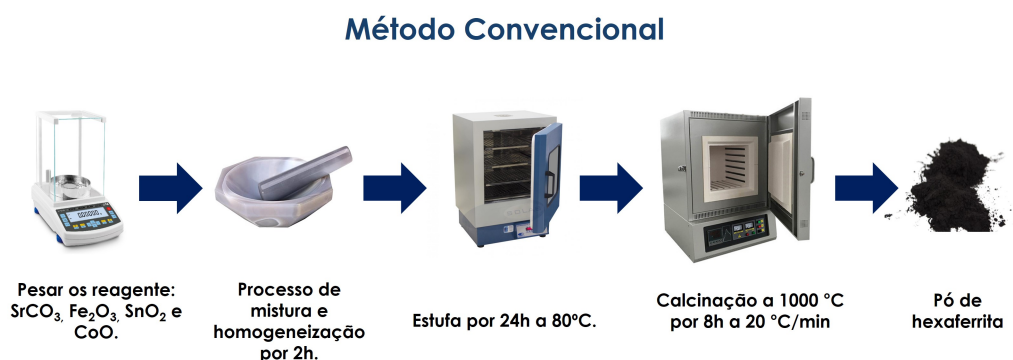 Método Convencional
Pesar os reagente:
SrCO₃, Fe₂O₃, SnO₂ e
CoO.
Processo de
mistura e
homogeneização
por 2h.
Estufa por 24h a 80ºC.
Calcinação a 1000 °C
por 8h a 20 °C/min
Pó de
hexaferrita